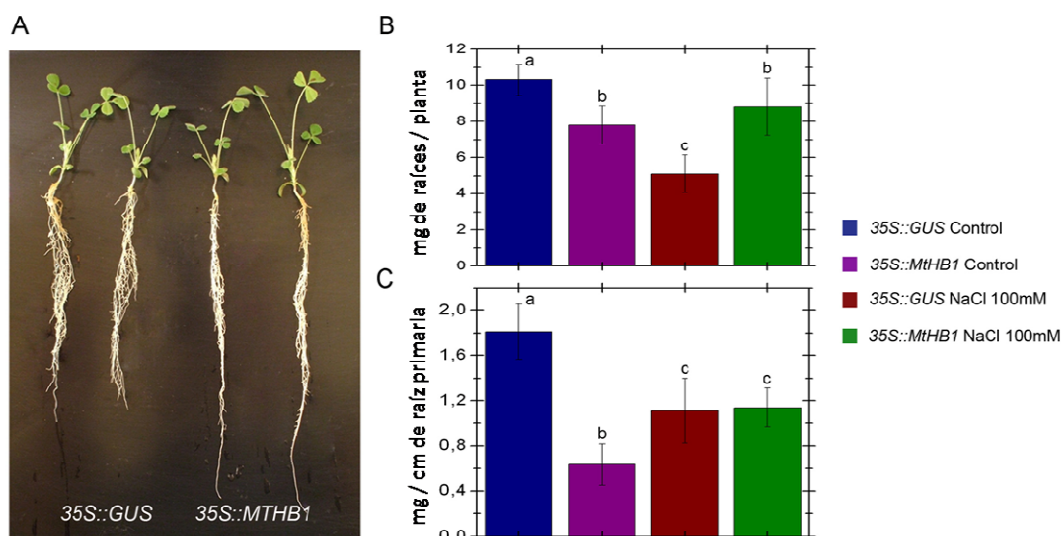 A
35S::GUS 35S::MTHB1
B
12
10
8
6
4
2
0
mg de raíces / planta
a
b
c
b
C
2,0
1,6
1,2
0,8
0,4
0,0
mg / cm de raíz primaria
a
b
c
c
35S::GUS Control
35S::MtHB1 Control
35S::GUS NaCl 100mM
35S::MtHB1 NaCl 100mM